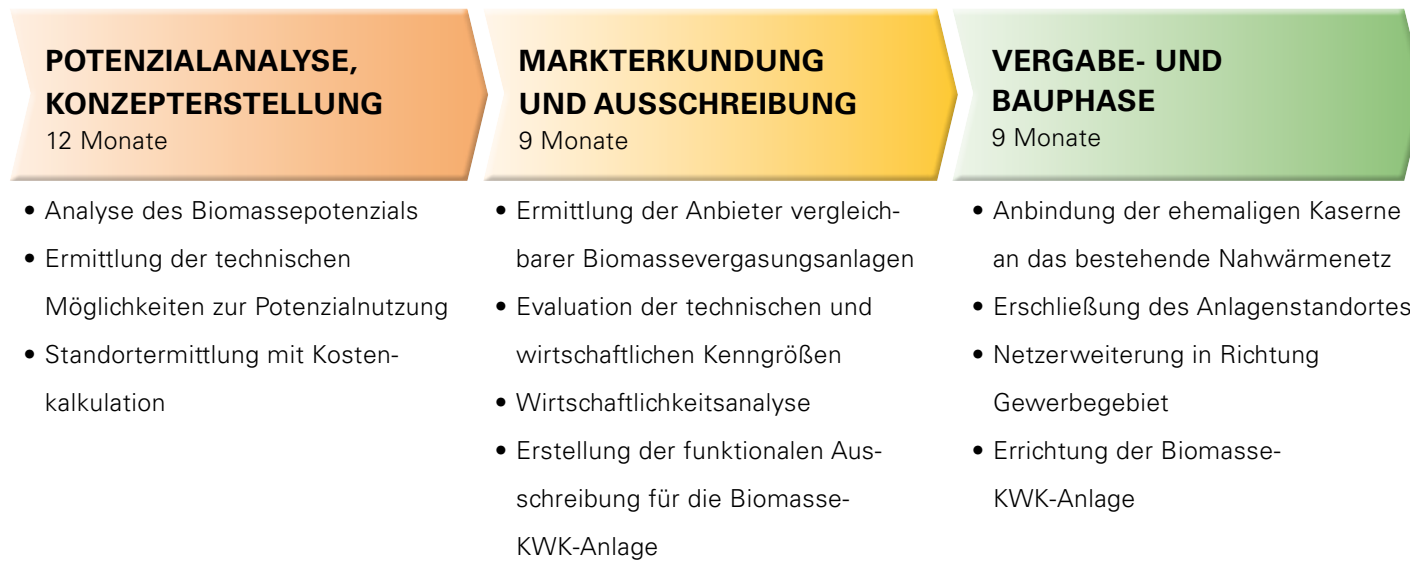 POTENZIALANALYSE,
KONZEPTERSTELLUNG
12 Monate
• Analyse des Biomassepotenzials
• Ermittlung der technischen
Möglichkeiten zur Potenzialnutzung
• Standortermittlung mit Kosten-
kalkulation
MARKTERKUNDUNG
UND AUSSCHREIBUNG
9 Monate
• Ermittlung der Anbieter vergleich-
barer Biomassevergasungsanlagen
• Evaluation der technischen und
wirtschaftlichen Kenngrößen
• Wirtschaftlichkeitsanalyse
• Erstellung der funktionalen Aus-
schreibung für die Biomasse-
KWK-Anlage
VERGABE- UND
BAUPHASE
9 Monate
• Anbindung der ehemaligen Kaserne
an das bestehende Nahwärmenetz
• Erschließung des Anlagenstandortes
• Netzerweiterung in Richtung
Gewerbegebiet
• Errichtung der Biomasse-
KWK-Anlage